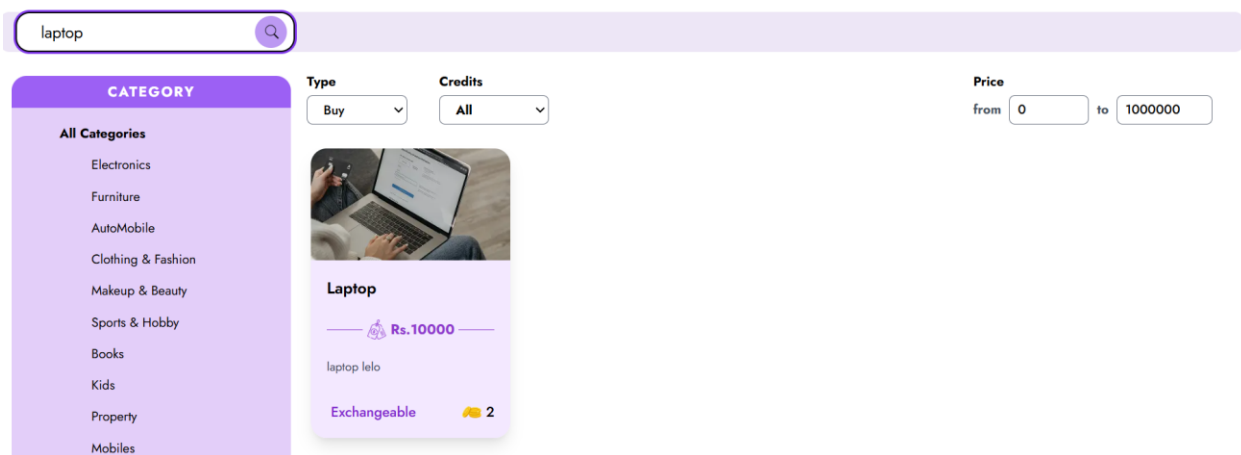 laptop
CATEGORY
All Categories
Electronics
Furniture
AutoMobile
Clothing & Fashion
Makeup & Beauty
Sports & Hobby
Books
Kids
Property
Mobiles
Type
Credits
Price
Buy
All
from 0 to 1000000
Laptop
Rs.10000
laptop lelo
Exchangeable
2